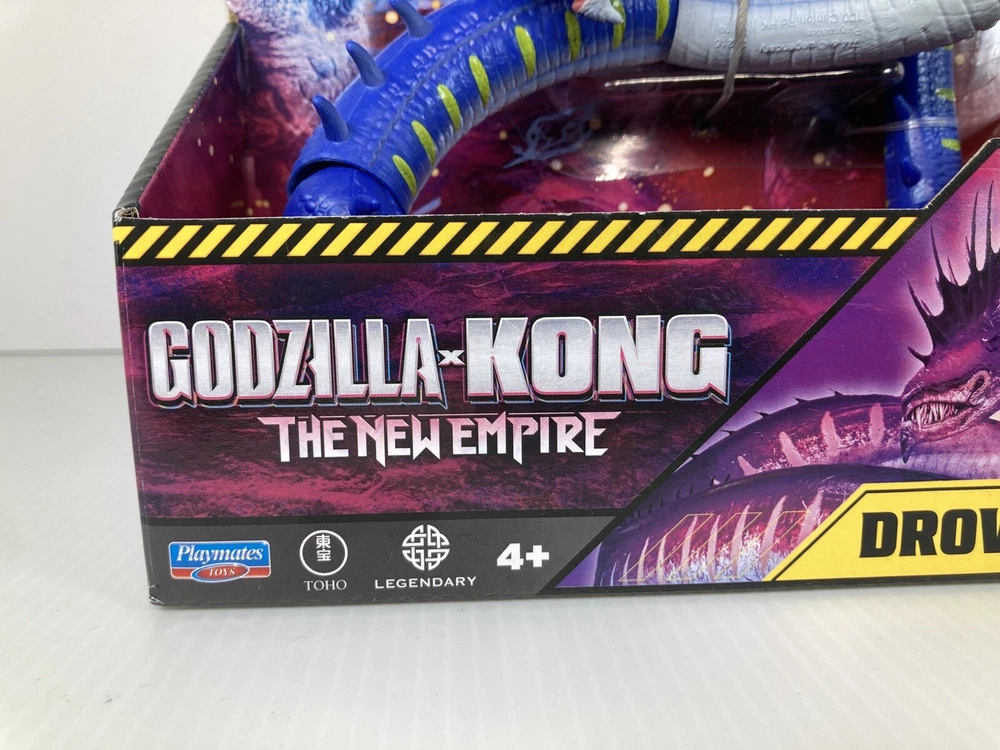 GODZILLA x KONG
THE NEW EMPIRE
Playmates
TOYS
東宝
TOHO
LEGENDARY
4+
DROW